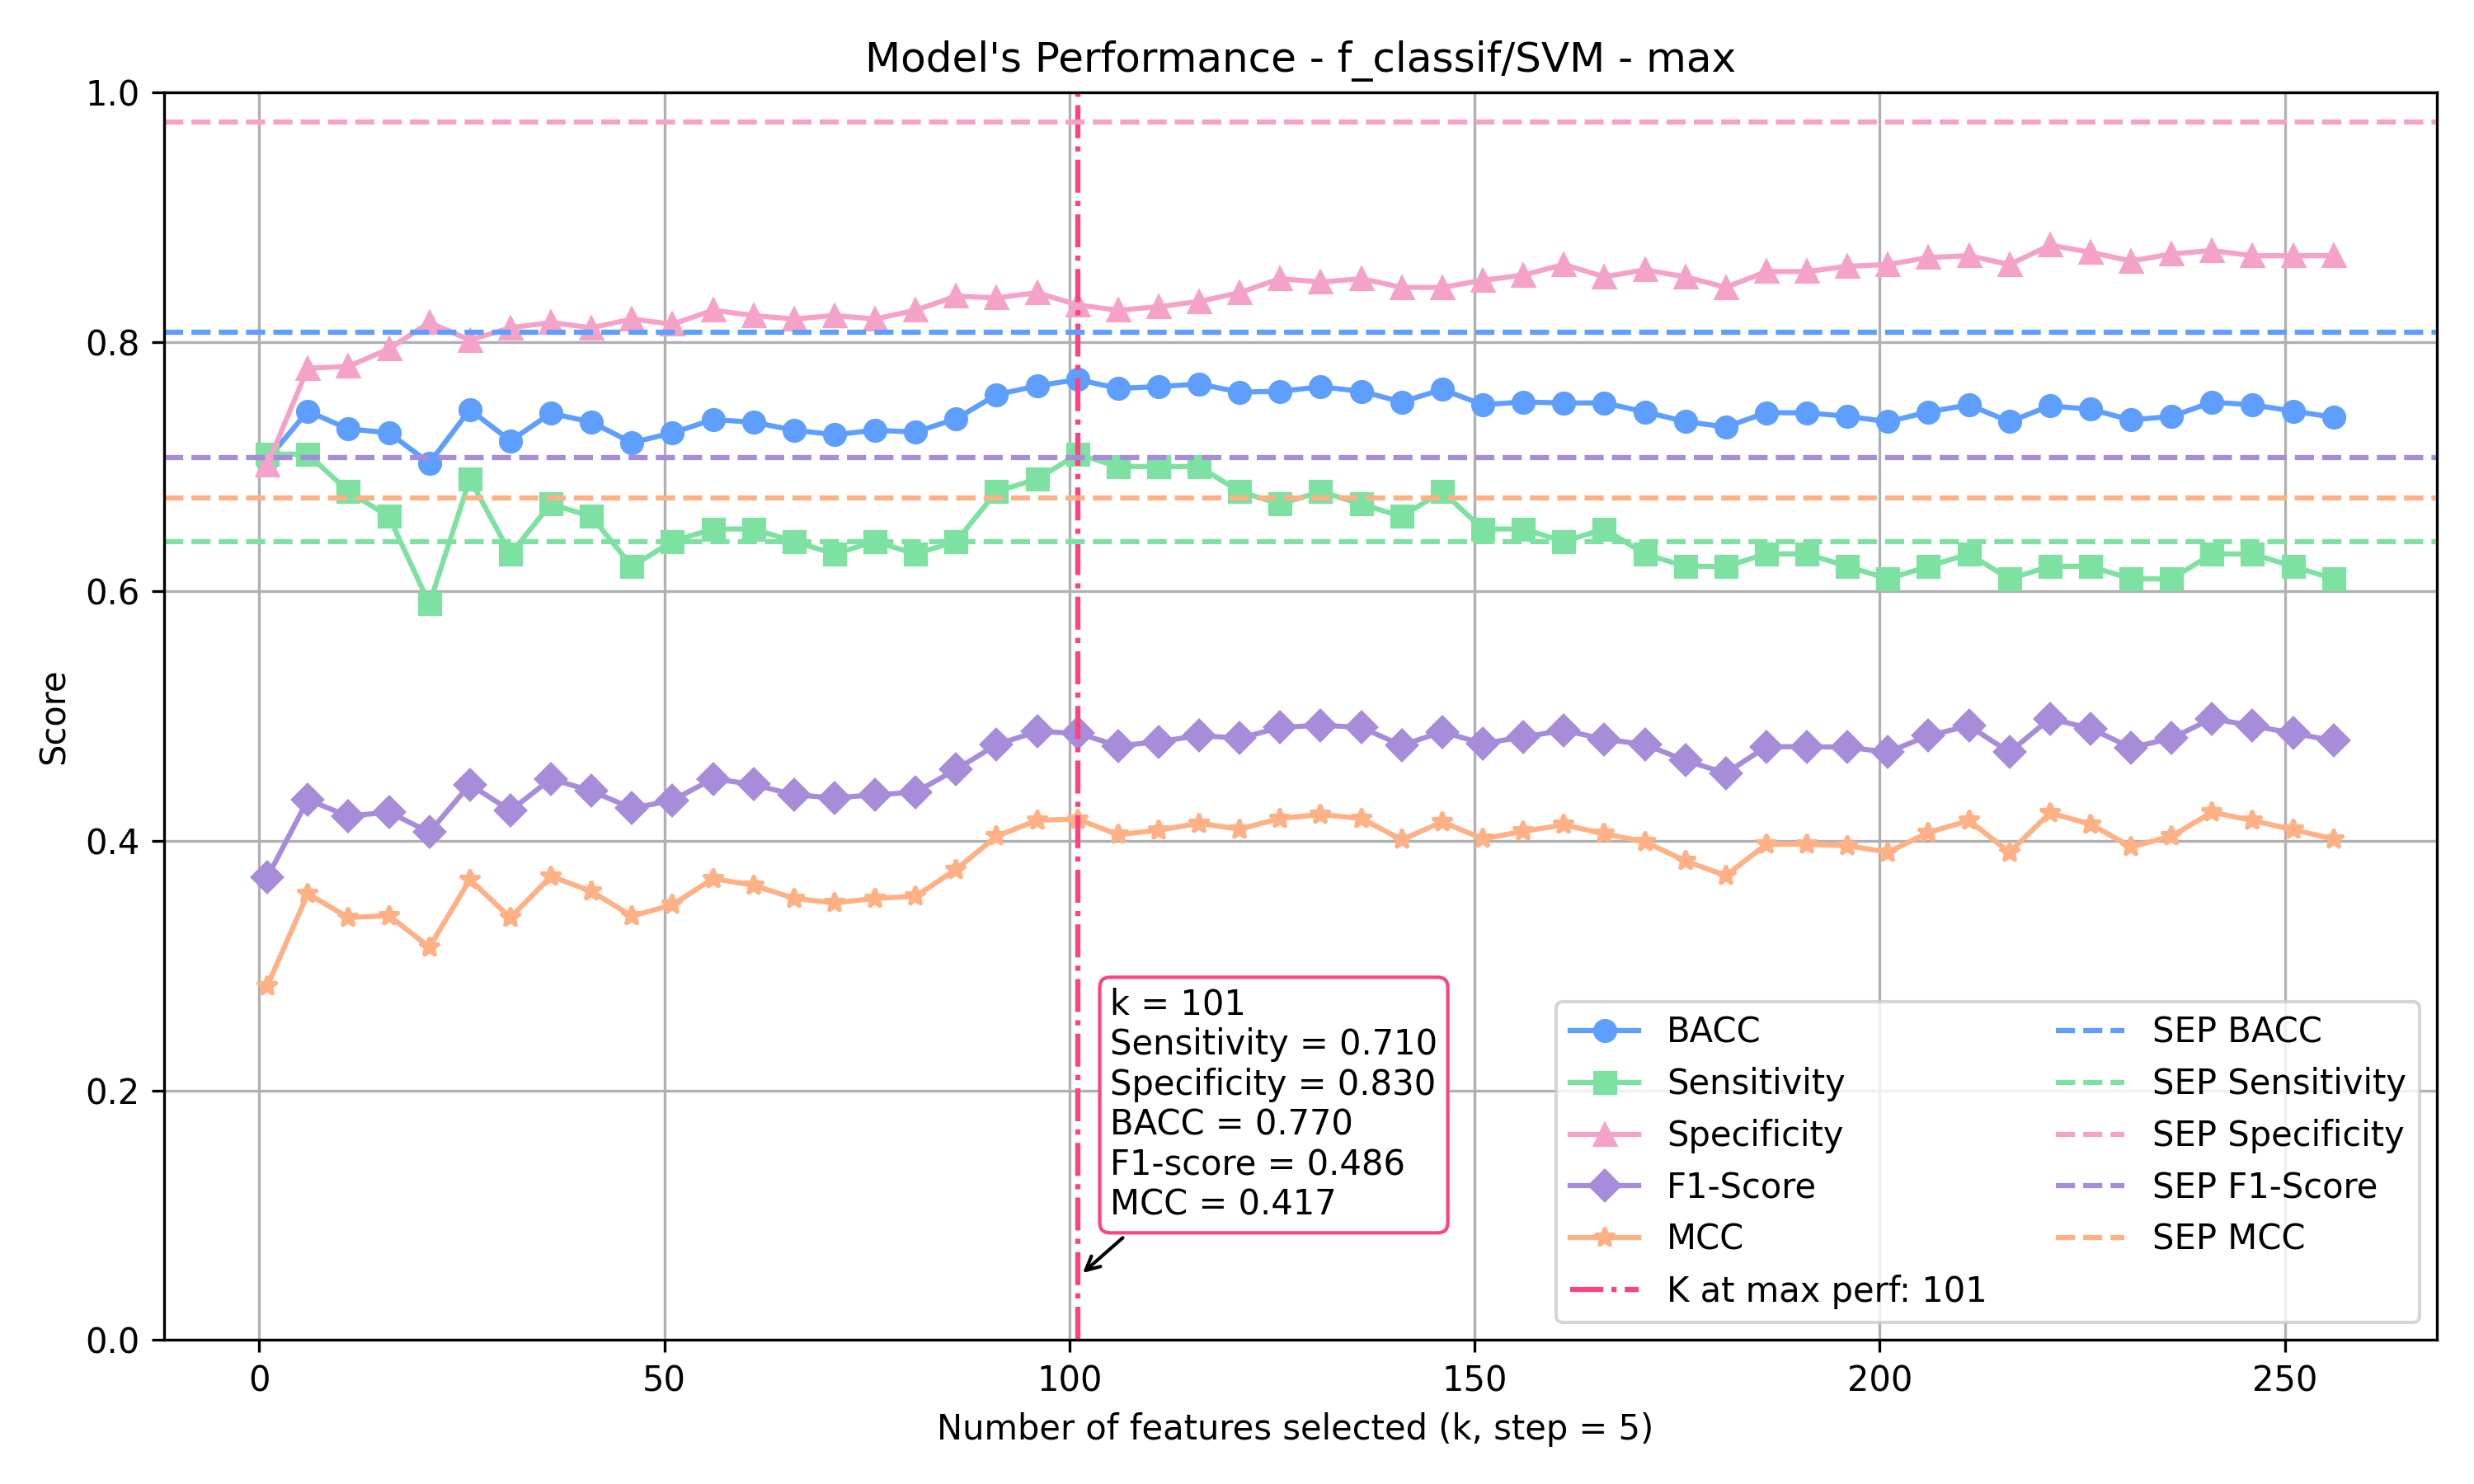 Model's Performance - f_classif/SVM - max
1.0
0.8
0.6
0.4
0.2
0.0
Score
0
50
100
150
200
250
Number of features selected (k, step = 5)
k = 101
Sensitivity = 0.710
Specificity = 0.830
BACC = 0.770
F1-score = 0.486
MCC = 0.417
BACC
Sensitivity
Specificity
F1-Score
MCC
K at max perf: 101
SEP BACC
SEP Sensitivity
SEP Specificity
SEP F1-Score
SEP MCC